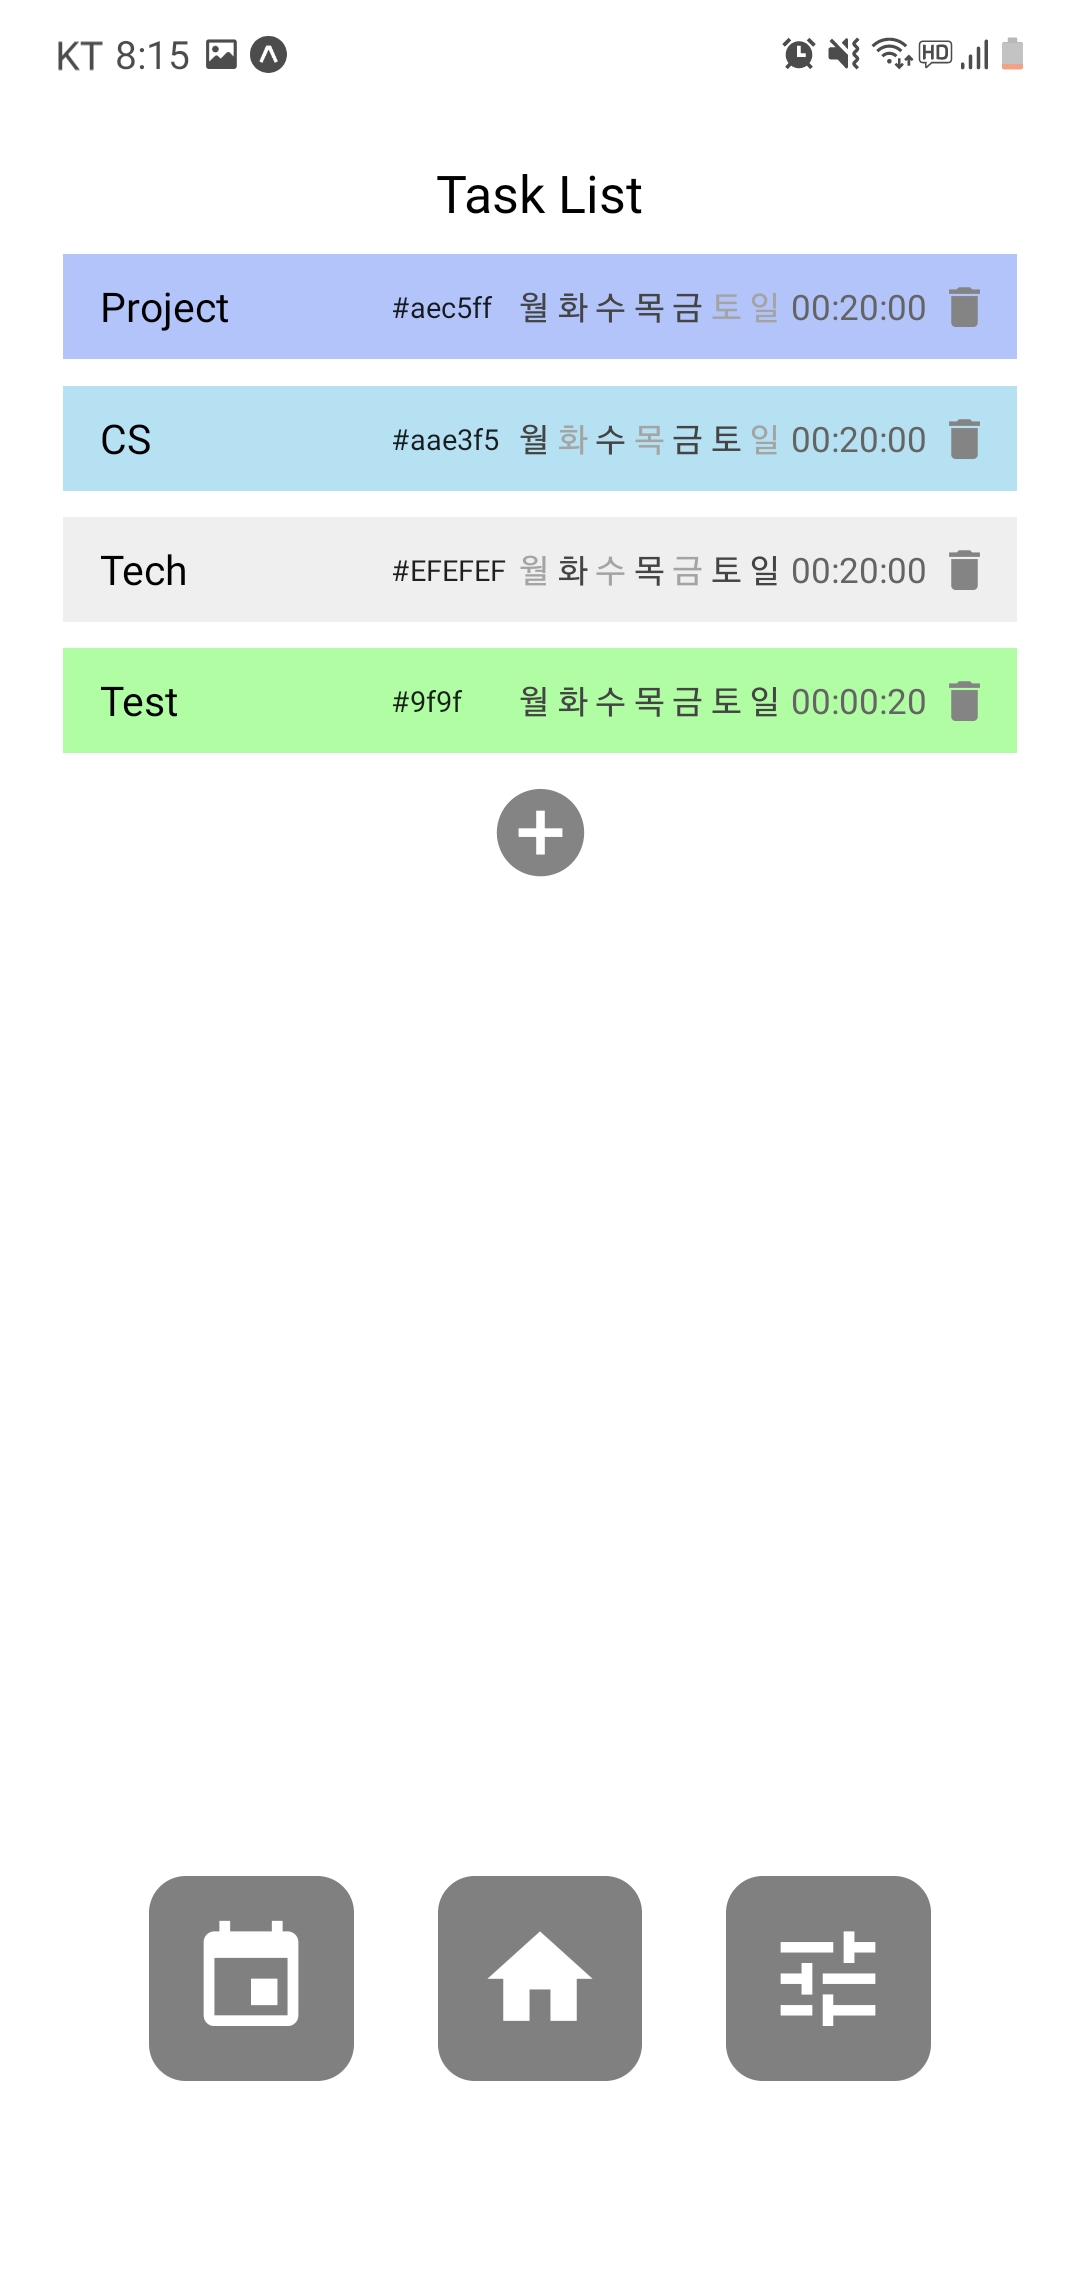 KT 8:15 HD
Task List
Project #aec5ff 월 화 수 목 금 토 일 00:20:00
CS #aae3f5 월 화 수 목 금 토 일 00:20:00
Tech #EFEFEF 월 화 수 목 금 토 일 00:20:00
Test #9f9f 월 화 수 목 금 토 일 00:00:20